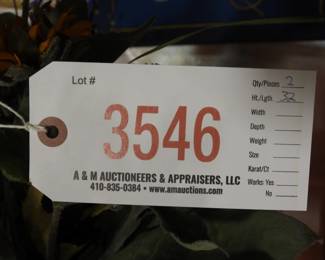 Lot #
Qty/Pieces 2
Ht./Lgth 32
Width
Depth
Weight
Size
Karat/Ct
Works: Yes
No
3546
A & M AUCTIONEERS & APPRAISERS, LLC
410-835-0384 • www.amauctions.com